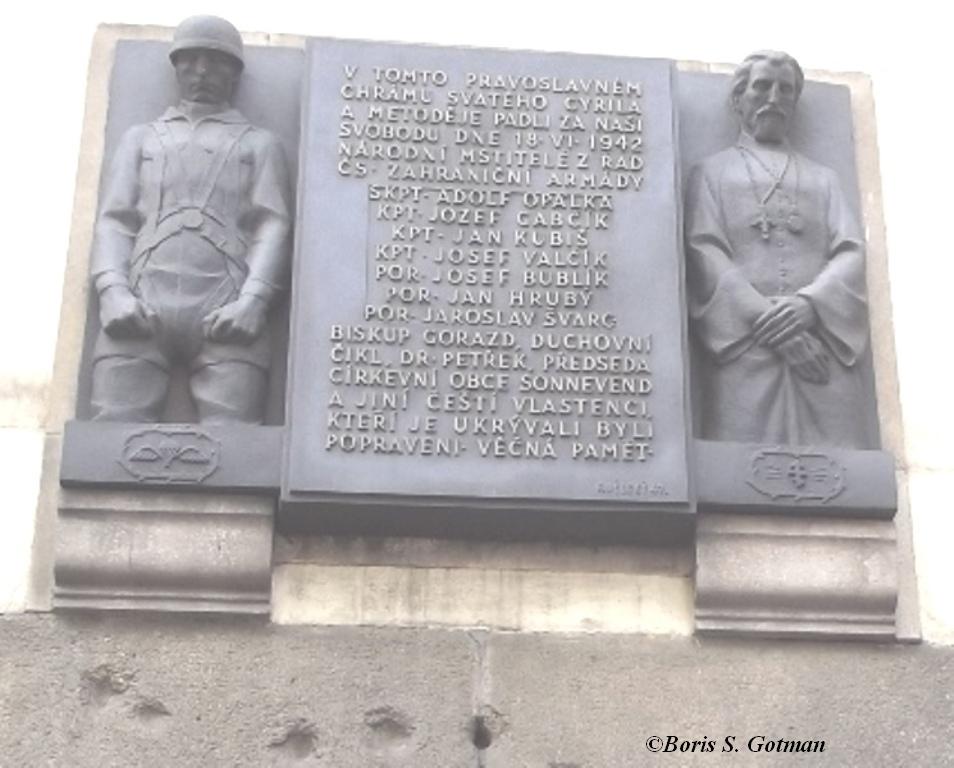 V TOMTO PRAVOSLAVNÉM
CHRÁMU SVATÉHO CYRILA
A METODĚJE PADLI ZA NAŠI
SVOBODU DNE 18·VI·1942
NÁRODNÍ MSTITELÉ Z ŘAD
ČS·ZAHRANIČNÍ ARMÁDY
ŠKPT·ADOLF OPÁLKA
KPT·JOZEF GABČÍK
KPT·JAN KUBIŠ
KPT·JOSEF VALČÍK
POR·JOSEF BUBLÍK
POR·JAN HRUBÝ
POR·JAROSLAV ŠVARC·
BISKUP GORAZD, DUCHOVNÍ
ČIKL, DR·PETŘEK, PŘEDSEDA
CÍRKEVNÍ OBCE SONNEVEND
A JINÍ ČEŠTÍ VLASTENCI,
KTEŘÍ JE UKRÝVALI BYLI
POPRAVENI·VĚČNÁ PAMĚŤ·
©Boris S. Gotman